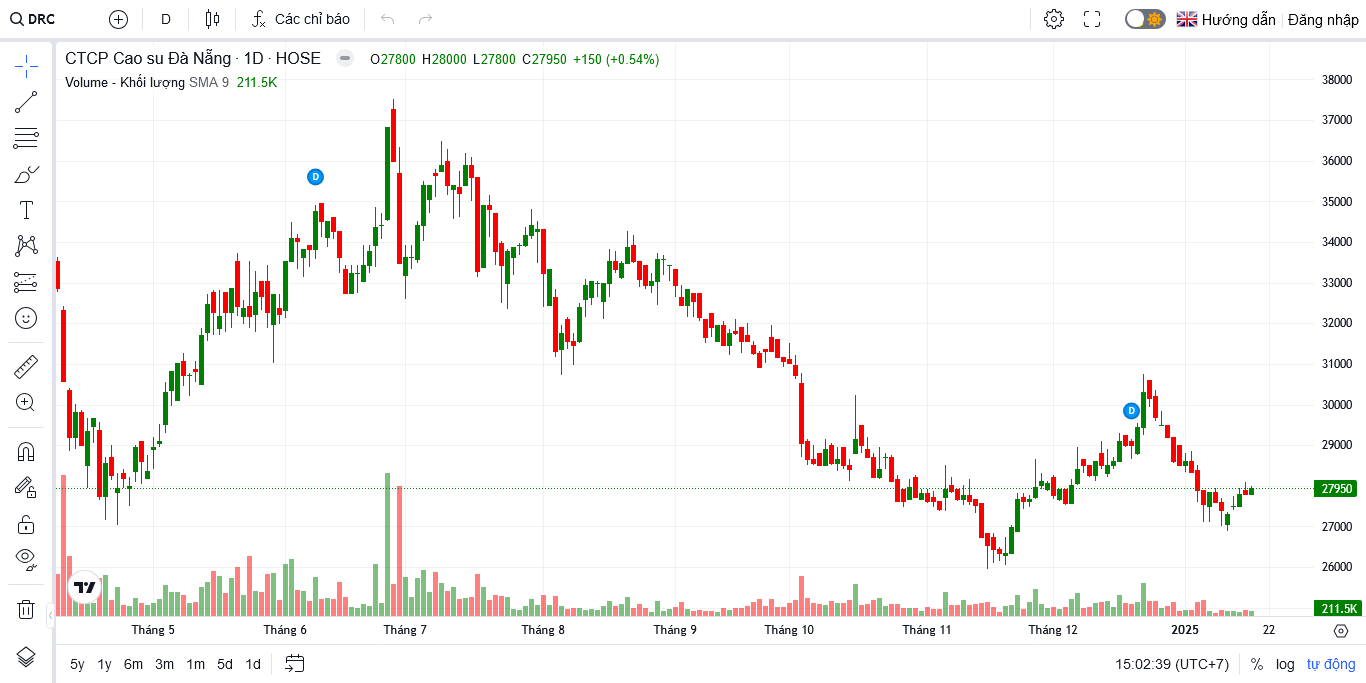 DRC D Các chỉ báo Hướng dẫn Đăng nhập
CTCP Cao su Đà Nẵng · 1D · HOSE O27800 H28000 L27800 C27950 +150 (+0.54%)
Volume - Khối lượng SMA 9 211.5K
D
D
38000
37000
36000
35000
34000
33000
32000
31000
30000
29000
27950
27000
26000
211.5K
Tháng 5 Tháng 6 Tháng 7 Tháng 8 Tháng 9 Tháng 10 Tháng 11 Tháng 12 2025 22
5y 1y 6m 3m 1m 5d 1d 15:02:39 (UTC+7) % log tự động